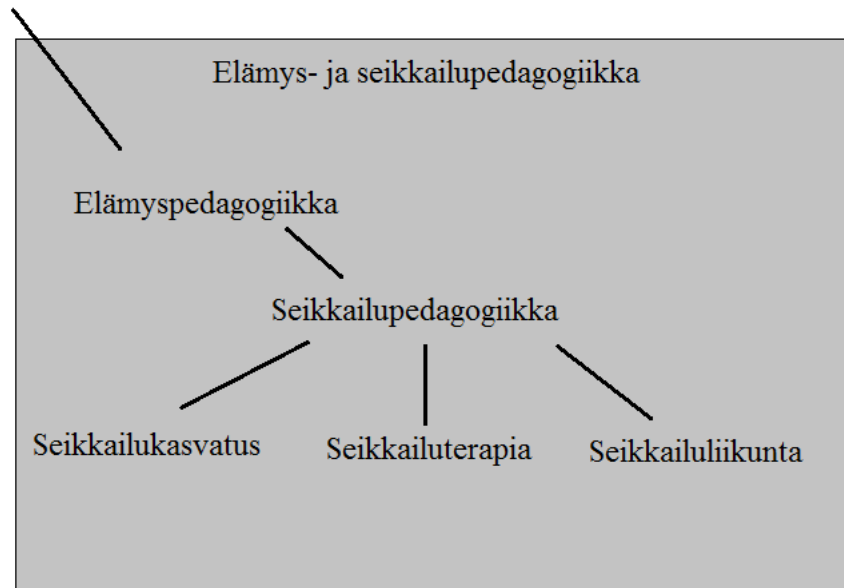 Elämys- ja seikkailupedagogiikka
Elämyspedagogiikka
Seikkailupedagogiikka
Seikkailukasvatus
Seikkailuterapia
Seikkailuliikunta